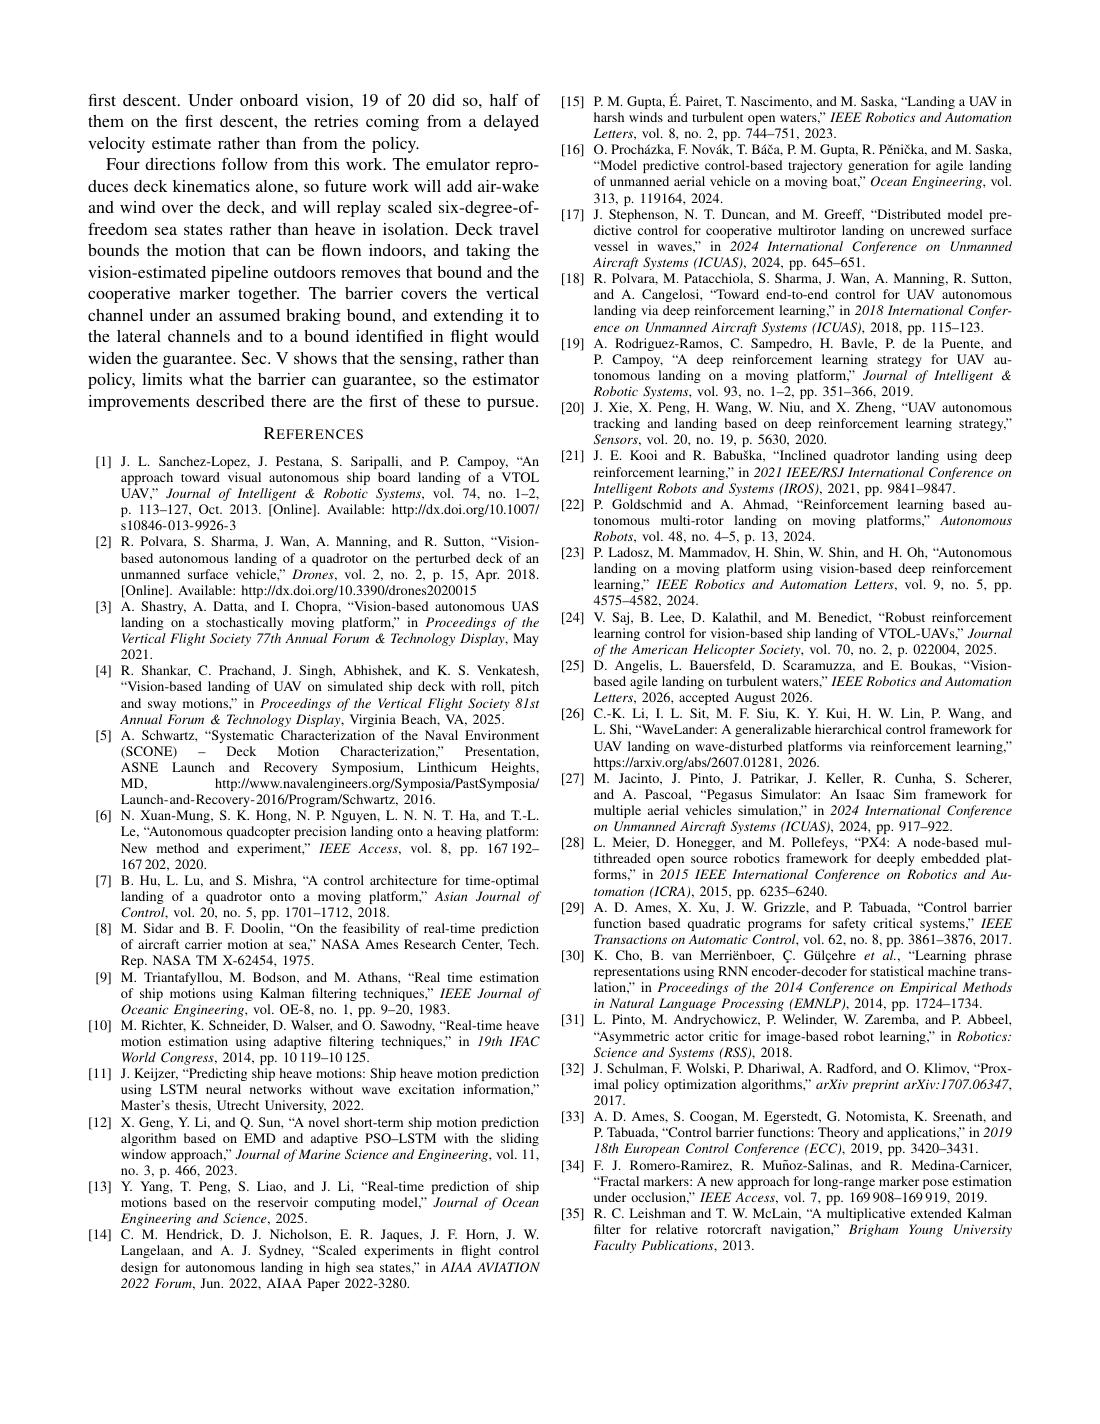 first descent. Under onboard vision, 19 of 20 did so, half of
them on the first descent, the retries coming from a delayed
velocity estimate rather than from the policy.
Four directions follow from this work. The emulator repro-
duces deck kinematics alone, so future work will add air-wake
and wind over the deck, and will replay scaled six-degree-of-
freedom sea states rather than heave in isolation. Deck travel
bounds the motion that can be flown indoors, and taking the
vision-estimated pipeline outdoors removes that bound and the
cooperative marker together. The barrier covers the vertical
channel under an assumed braking bound, and extending it to
the lateral channels and to a bound identified in flight would
widen the guarantee. Sec. V shows that the sensing, rather than
policy, limits what the barrier can guarantee, so the estimator
improvements described there are the first of these to pursue.
REFERENCES
[1] J. L. Sanchez-Lopez, J. Pestana, S. Saripalli, and P. Campoy, “An
approach toward visual autonomous ship board landing of a VTOL
UAV,” Journal of Intelligent & Robotic Systems, vol. 74, no. 1–2,
p. 113–127, Oct. 2013. [Online]. Available: http://dx.doi.org/10.1007/
s10846-013-9926-3
[2] R. Polvara, S. Sharma, J. Wan, A. Manning, and R. Sutton, “Vision-
based autonomous landing of a quadrotor on the perturbed deck of an
unmanned surface vehicle,” Drones, vol. 2, no. 2, p. 15, Apr. 2018.
[Online]. Available: http://dx.doi.org/10.3390/drones2020015
[3] A. Shastry, A. Datta, and I. Chopra, “Vision-based autonomous UAS
landing on a stochastically moving platform,” in Proceedings of the
Vertical Flight Society 77th Annual Forum & Technology Display, May
2021.
[4] R. Shankar, C. Prachand, J. Singh, Abhishek, and K. S. Venkatesh,
“Vision-based landing of UAV on simulated ship deck with roll, pitch
and sway motions,” in Proceedings of the Vertical Flight Society 81st
Annual Forum & Technology Display, Virginia Beach, VA, 2025.
[5] A. Schwartz, “Systematic Characterization of the Naval Environment
(SCONE) – Deck Motion Characterization,” Presentation,
ASNE Launch and Recovery Symposium, Linthicum Heights,
MD, http://www.navalengineers.org/Symposia/PastSymposia/
Launch-and-Recovery-2016/Program/Schwartz, 2016.
[6] N. Xuan-Mung, S. K. Hong, N. P. Nguyen, L. N. N. T. Ha, and T.-L.
Le, “Autonomous quadcopter precision landing onto a heaving platform:
New method and experiment,” IEEE Access, vol. 8, pp. 167 192–
167 202, 2020.
[7] B. Hu, L. Lu, and S. Mishra, “A control architecture for time-optimal
landing of a quadrotor onto a moving platform,” Asian Journal of
Control, vol. 20, no. 5, pp. 1701–1712, 2018.
[8] M. Sidar and B. F. Doolin, “On the feasibility of real-time prediction
of aircraft carrier motion at sea,” NASA Ames Research Center, Tech.
Rep. NASA TM X-62454, 1975.
[9] M. Triantafyllou, M. Bodson, and M. Athans, “Real time estimation
of ship motions using Kalman filtering techniques,” IEEE Journal of
Oceanic Engineering, vol. OE-8, no. 1, pp. 9–20, 1983.
[10] M. Richter, K. Schneider, D. Walser, and O. Sawodny, “Real-time heave
motion estimation using adaptive filtering techniques,” in 19th IFAC
World Congress, 2014, pp. 10 119–10 125.
[11] J. Keijzer, “Predicting ship heave motions: Ship heave motion prediction
using LSTM neural networks without wave excitation information,”
Master’s thesis, Utrecht University, 2022.
[12] X. Geng, Y. Li, and Q. Sun, “A novel short-term ship motion prediction
algorithm based on EMD and adaptive PSO–LSTM with the sliding
window approach,” Journal of Marine Science and Engineering, vol. 11,
no. 3, p. 466, 2023.
[13] Y. Yang, T. Peng, S. Liao, and J. Li, “Real-time prediction of ship
motions based on the reservoir computing model,” Journal of Ocean
Engineering and Science, 2025.
[14] C. M. Hendrick, D. J. Nicholson, E. R. Jaques, J. F. Horn, J. W.
Langelaan, and A. J. Sydney, “Scaled experiments in flight control
design for autonomous landing in high sea states,” in AIAA AVIATION
2022 Forum, Jun. 2022, AIAA Paper 2022-3280.
[15] P. M. Gupta, É. Pairet, T. Nascimento, and M. Saska, “Landing a UAV in
harsh winds and turbulent open waters,” IEEE Robotics and Automation
Letters, vol. 8, no. 2, pp. 744–751, 2023.
[16] O. Procházka, F. Novák, T. Báča, P. M. Gupta, R. Pěnička, and M. Saska,
“Model predictive control-based trajectory generation for agile landing
of unmanned aerial vehicle on a moving boat,” Ocean Engineering, vol.
313, p. 119164, 2024.
[17] J. Stephenson, N. T. Duncan, and M. Greeff, “Distributed model pre-
dictive control for cooperative multirotor landing on uncrewed surface
vessel in waves,” in 2024 International Conference on Unmanned
Aircraft Systems (ICUAS), 2024, pp. 645–651.
[18] R. Polvara, M. Patacchiola, S. Sharma, J. Wan, A. Manning, R. Sutton,
and A. Cangelosi, “Toward end-to-end control for UAV autonomous
landing via deep reinforcement learning,” in 2018 International Confer-
ence on Unmanned Aircraft Systems (ICUAS), 2018, pp. 115–123.
[19] A. Rodriguez-Ramos, C. Sampedro, H. Bavle, P. de la Puente, and
P. Campoy, “A deep reinforcement learning strategy for UAV au-
tonomous landing on a moving platform,” Journal of Intelligent &
Robotic Systems, vol. 93, no. 1–2, pp. 351–366, 2019.
[20] J. Xie, X. Peng, H. Wang, W. Niu, and X. Zheng, “UAV autonomous
tracking and landing based on deep reinforcement learning strategy,”
Sensors, vol. 20, no. 19, p. 5630, 2020.
[21] J. E. Kooi and R. Babuška, “Inclined quadrotor landing using deep
reinforcement learning,” in 2021 IEEE/RSJ International Conference on
Intelligent Robots and Systems (IROS), 2021, pp. 9841–9847.
[22] P. Goldschmid and A. Ahmad, “Reinforcement learning based au-
tonomous multi-rotor landing on moving platforms,” Autonomous
Robots, vol. 48, no. 4–5, p. 13, 2024.
[23] P. Ladosz, M. Mammadov, H. Shin, W. Shin, and H. Oh, “Autonomous
landing on a moving platform using vision-based deep reinforcement
learning,” IEEE Robotics and Automation Letters, vol. 9, no. 5, pp.
4575–4582, 2024.
[24] V. Saj, B. Lee, D. Kalathil, and M. Benedict, “Robust reinforcement
learning control for vision-based ship landing of VTOL-UAVs,” Journal
of the American Helicopter Society, vol. 70, no. 2, p. 022004, 2025.
[25] D. Angelis, L. Bauersfeld, D. Scaramuzza, and E. Boukas, “Vision-
based agile landing on turbulent waters,” IEEE Robotics and Automation
Letters, 2026, accepted August 2026.
[26] C.-K. Li, I. L. Sit, M. F. Siu, K. Y. Kui, H. W. Lin, P. Wang, and
L. Shi, “WaveLander: A generalizable hierarchical control framework for
UAV landing on wave-disturbed platforms via reinforcement learning,”
https://arxiv.org/abs/2607.01281, 2026.
[27] M. Jacinto, J. Pinto, J. Patrikar, J. Keller, R. Cunha, S. Scherer,
and A. Pascoal, “Pegasus Simulator: An Isaac Sim framework for
multiple aerial vehicles simulation,” in 2024 International Conference
on Unmanned Aircraft Systems (ICUAS), 2024, pp. 917–922.
[28] L. Meier, D. Honegger, and M. Pollefeys, “PX4: A node-based mul-
tithreaded open source robotics framework for deeply embedded plat-
forms,” in 2015 IEEE International Conference on Robotics and Au-
tomation (ICRA), 2015, pp. 6235–6240.
[29] A. D. Ames, X. Xu, J. W. Grizzle, and P. Tabuada, “Control barrier
function based quadratic programs for safety critical systems,” IEEE
Transactions on Automatic Control, vol. 62, no. 8, pp. 3861–3876, 2017.
[30] K. Cho, B. van Merriënboer, Ç. Gülçehre et al., “Learning phrase
representations using RNN encoder-decoder for statistical machine trans-
lation,” in Proceedings of the 2014 Conference on Empirical Methods
in Natural Language Processing (EMNLP), 2014, pp. 1724–1734.
[31] L. Pinto, M. Andrychowicz, P. Welinder, W. Zaremba, and P. Abbeel,
“Asymmetric actor critic for image-based robot learning,” in Robotics:
Science and Systems (RSS), 2018.
[32] J. Schulman, F. Wolski, P. Dhariwal, A. Radford, and O. Klimov, “Prox-
imal policy optimization algorithms,” arXiv preprint arXiv:1707.06347,
2017.
[33] A. D. Ames, S. Coogan, M. Egerstedt, G. Notomista, K. Sreenath, and
P. Tabuada, “Control barrier functions: Theory and applications,” in 2019
18th European Control Conference (ECC), 2019, pp. 3420–3431.
[34] F. J. Romero-Ramirez, R. Muñoz-Salinas, and R. Medina-Carnicer,
“Fractal markers: A new approach for long-range marker pose estimation
under occlusion,” IEEE Access, vol. 7, pp. 169 908–169 919, 2019.
[35] R. C. Leishman and T. W. McLain, “A multiplicative extended Kalman
filter for relative rotorcraft navigation,” Brigham Young University
Faculty Publications, 2013.